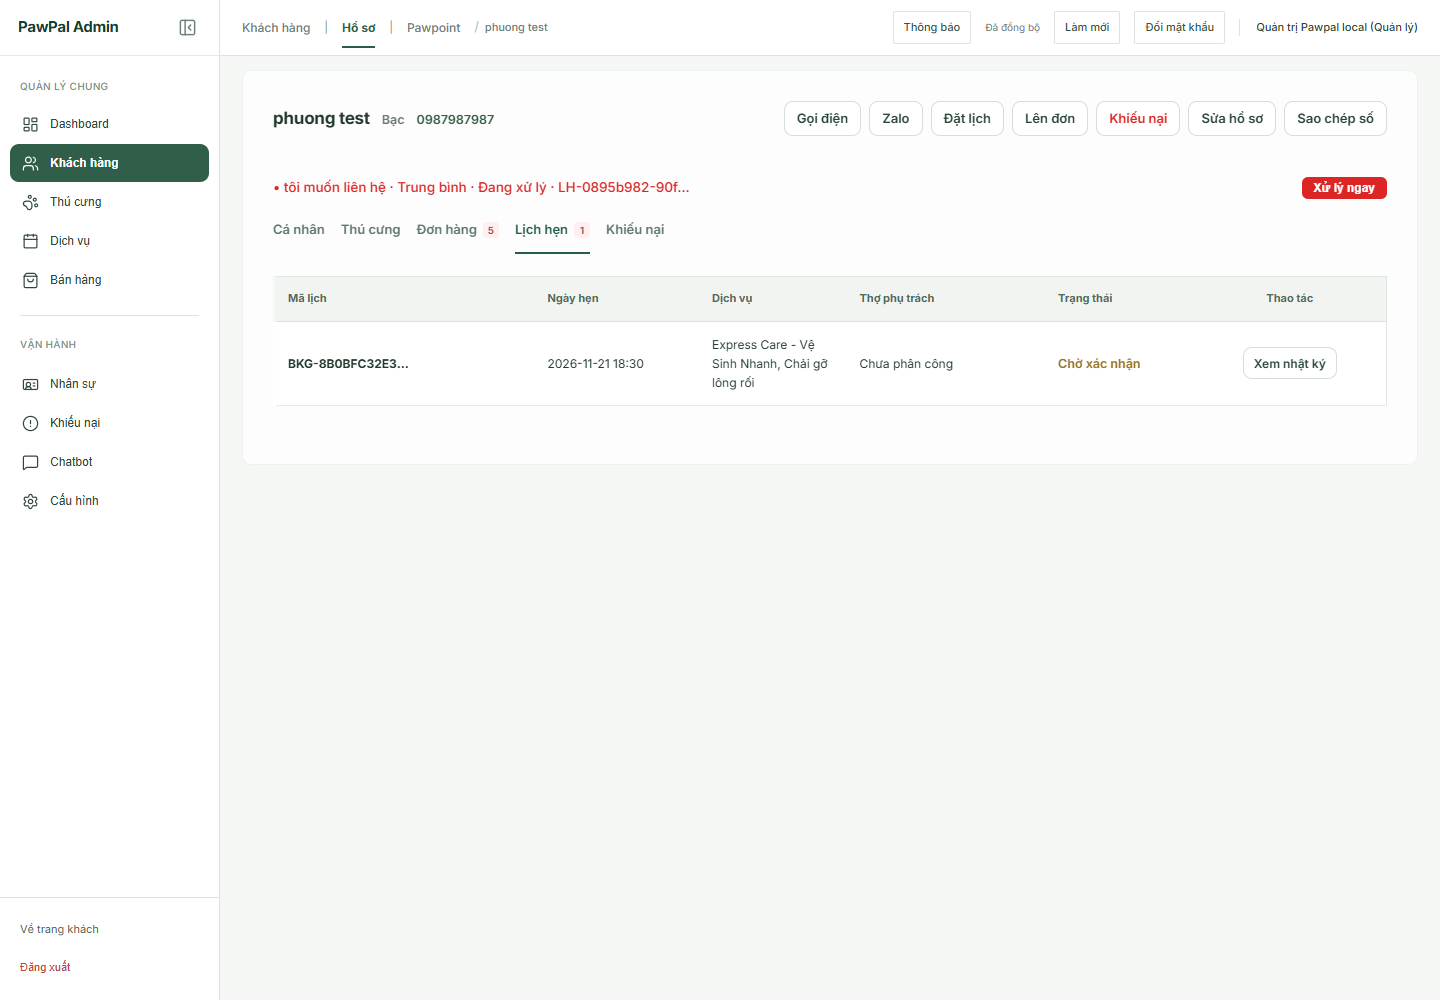 PawPal Admin
Khách hàng | Hồ sơ | Pawpoint / phuong test
Thông báo
Đã đồng bộ
Làm mới
Đổi mật khẩu
Quản trị Pawpal local (Quản lý)
QUẢN LÝ CHUNG
Dashboard
Khách hàng
Thú cưng
Dịch vụ
Bán hàng
VẬN HÀNH
Nhân sự
Khiếu nại
Chatbot
Cấu hình
Về trang khách
Đăng xuất
phuong test Bạc 0987987987
Gọi điện
Zalo
Đặt lịch
Lên đơn
Khiếu nại
Sửa hồ sơ
Sao chép số
• tôi muốn liên hệ · Trung bình · Đang xử lý · LH-0895b982-90f...
Xử lý ngay
Cá nhân
Thú cưng
Đơn hàng 5
Lịch hẹn 1
Khiếu nại
Mã lịch
Ngày hẹn
Dịch vụ
Thợ phụ trách
Trạng thái
Thao tác
BKG-8B0BFC32E3...
2026-11-21 18:30
Express Care - Vệ
Sinh Nhanh, Chải gỡ
lông rối
Chưa phân công
Chờ xác nhận
Xem nhật ký